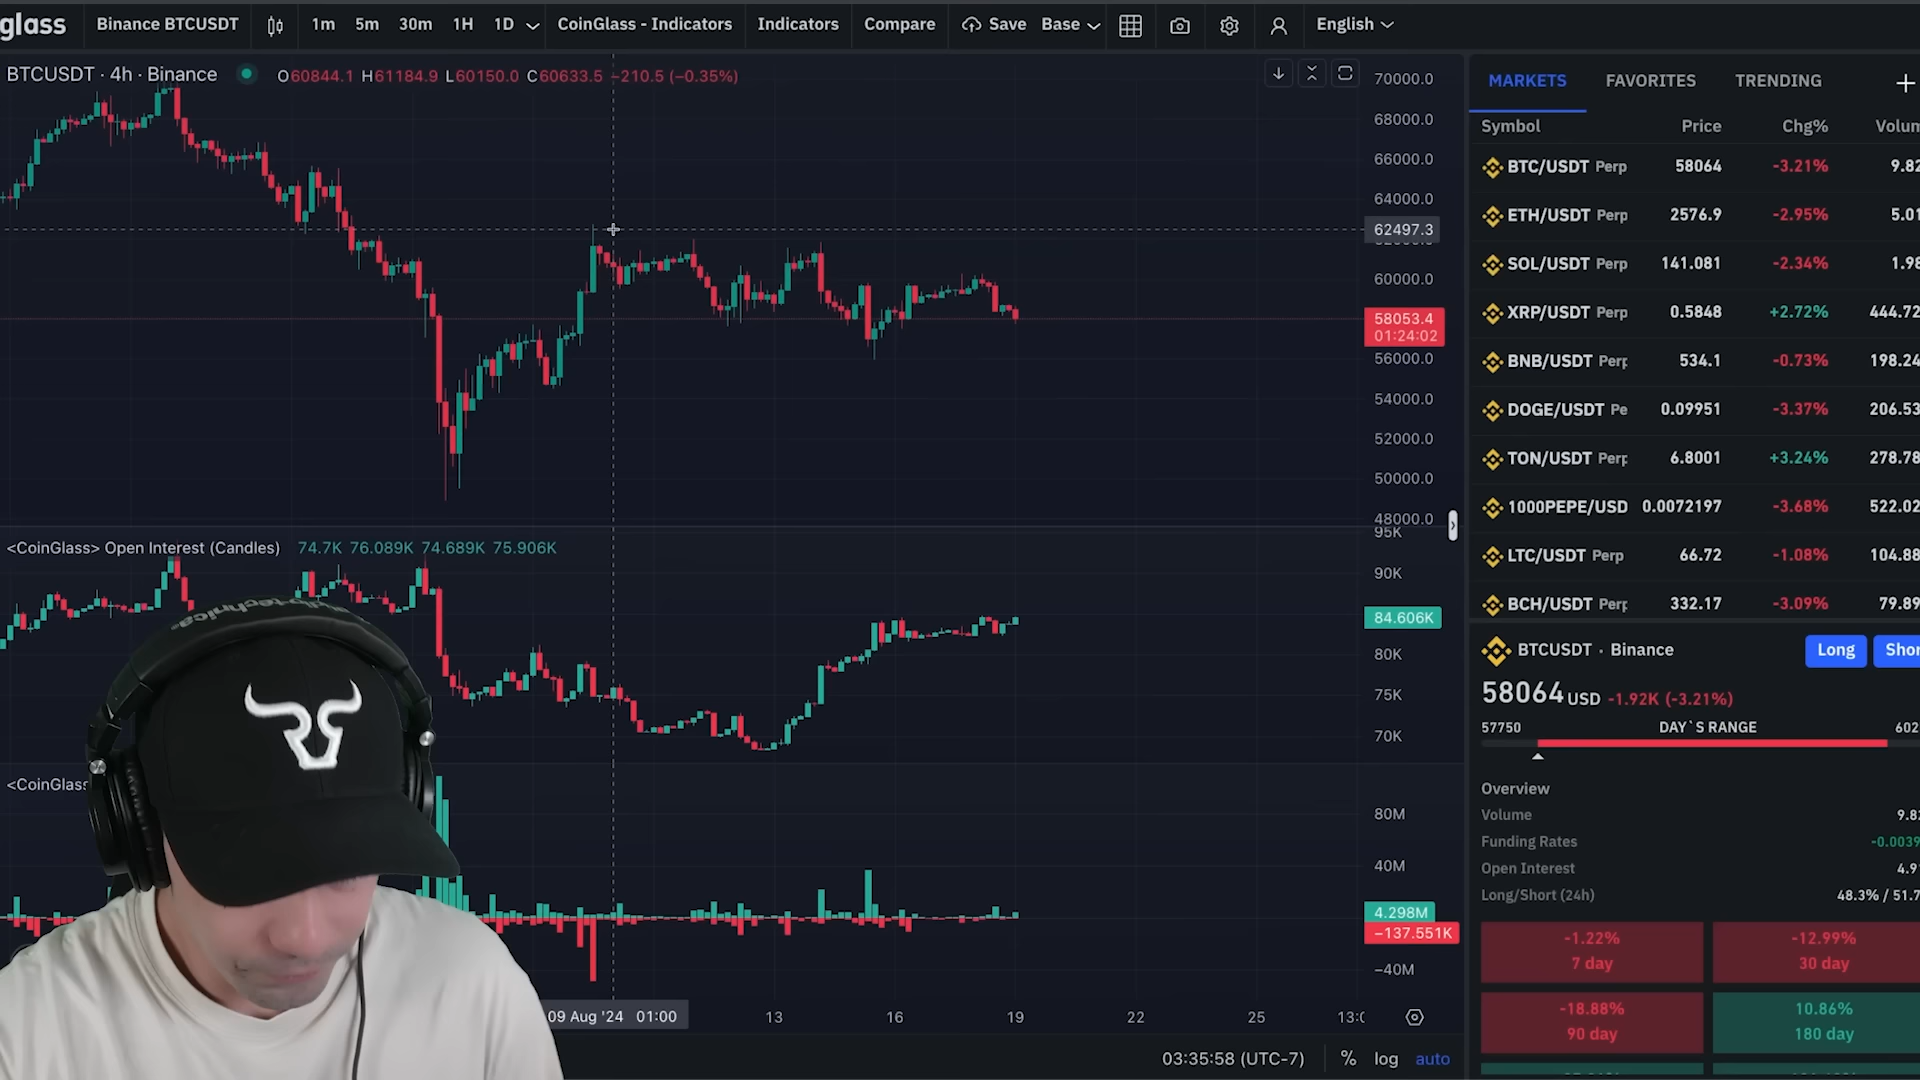 glass Binance BTCUSDT 1m 5m 30m 1H 1D CoinGlass - Indicators Indicators Compare Save Base English
BTCUSDT · 4h · Binance O60844.1 H61184.9 L60150.0 C60633.5 −210.5 (−0.35%)
70000.0
68000.0
66000.0
64000.0
62497.3
60000.0
58053.4
01:24:02
56000.0
54000.0
52000.0
50000.0
48000.0
<CoinGlass> Open Interest (Candles) 74.7K 76.089K 74.689K 75.906K
95K
90K
84.606K
80K
75K
70K
<CoinGlass
80M
40M
4.298M
−137.551K
−40M
09 Aug '24 01:00 13 16 19 22 25 13:0
03:35:58 (UTC-7) % log auto
MARKETS FAVORITES TRENDING +
Symbol Price Chg% Volum
BTC/USDT Perp 58064 -3.21% 9.82
ETH/USDT Perp 2576.9 -2.95% 5.01
SOL/USDT Perp 141.081 -2.34% 1.98
XRP/USDT Perp 0.5848 +2.72% 444.72
BNB/USDT Perp 534.1 -0.73% 198.24
DOGE/USDT Pe 0.09951 -3.37% 206.53
TON/USDT Perp 6.8001 +3.24% 278.78
1000PEPE/USD 0.0072197 -3.68% 522.02
LTC/USDT Perp 66.72 -1.08% 104.88
BCH/USDT Perp 332.17 -3.09% 79.89
BTCUSDT · Binance Long Shor
58064 USD -1.92K (-3.21%)
57750 DAY`S RANGE 602
Overview
Volume 9.82
Funding Rates -0.0039
Open Interest 4.9
Long/Short (24h) 48.3% / 51.7
-1.22% -12.99%
7 day 30 day
-18.88% 10.86%
90 day 180 day